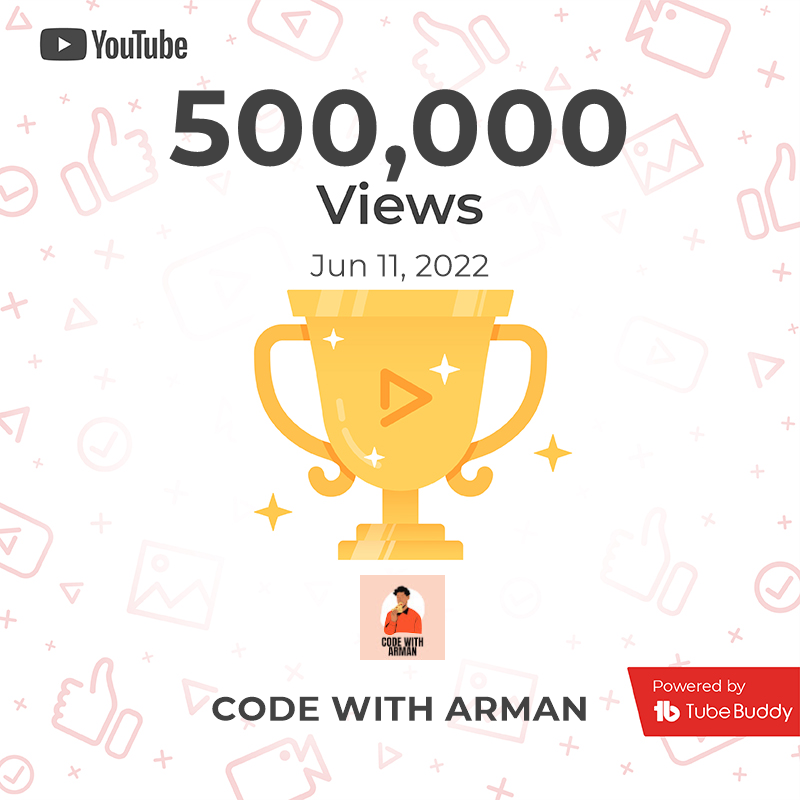 YouTube
500,000
Views
Jun 11, 2022
CODE WITH
ARMAN
CODE WITH ARMAN
Powered by
TubeBuddy